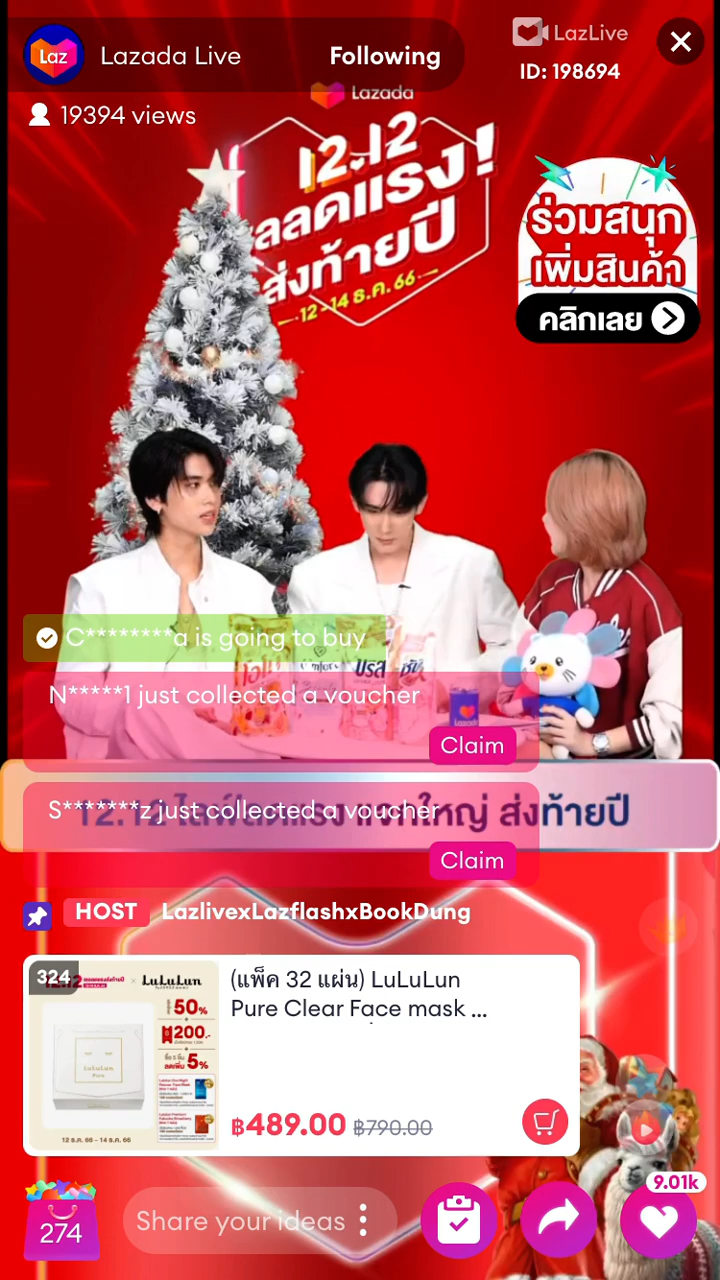 Laz
Lazada Live
Following
LazLive
ID: 198694
19394 views
Lazada
12.12
ลดแรง!
ส่งท้ายปี
12-14 ธ.ค. 66
ร่วมสนุก
เพิ่มสินค้า
คลิกเลย
C********a is going to buy
N*****1 just collected a voucher
Claim
S*******z just collected a voucher
12.12 ไลฟ์ลดแรง แจกใหญ่ ส่งท้ายปี
Claim
HOST
LazlivexLazflashxBookDung
324
LuLuLun
50%
200.-
5%
LuLuLun
12 ธ.ค. 66 – 14 ธ.ค. 66
(แพ็ค 32 แผ่น) LuLuLun
Pure Clear Face mask ...
฿489.00 ฿790.00
274
Share your ideas
9.01k